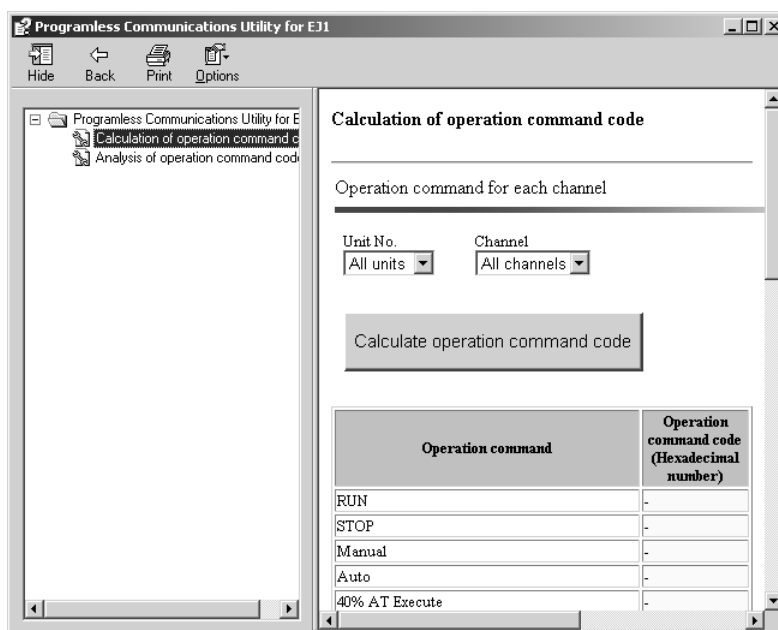 Programless Communications Utility for EJ1
Hide Back Print Options
Programless Communications Utility for E
Calculation of operation command c
Analysis of operation command cod
Calculation of operation command code
Operation command for each channel
Unit No. Channel
All units All channels
Calculate operation command code
Operation command
Operation
command code
(Hexadecimal
number)
RUN -
STOP -
Manual -
Auto -
40% AT Execute -